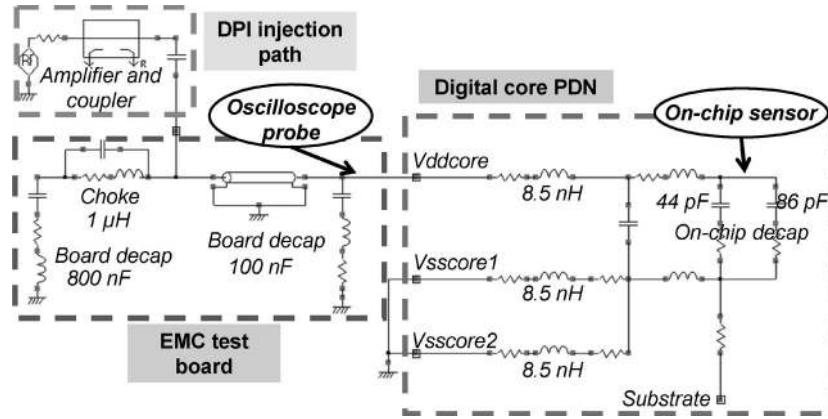 DPI injection
path
RF
R
Amplifier and
coupler
Oscilloscope
probe
Digital core PDN
On-chip sensor
Vddcore
8.5 nH
44 pF
86 pF
On-chip decap
Choke
1 µH
Board decap
800 nF
Board decap
100 nF
Vsscore1
8.5 nH
EMC test
board
Vsscore2
8.5 nH
Substrate